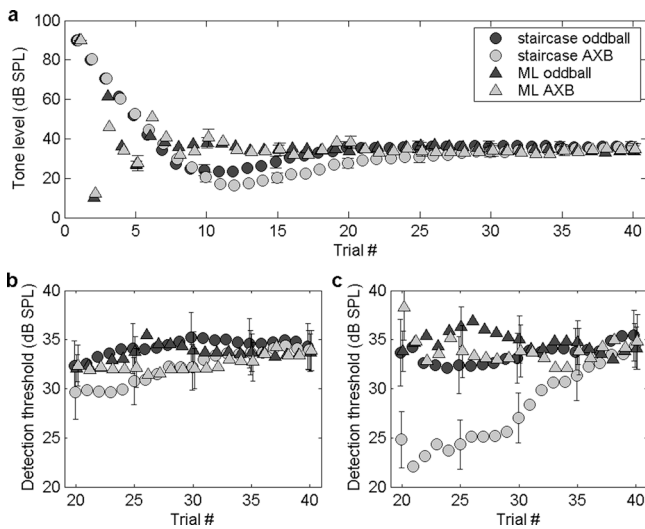 a
100
80
60
40
20
0
Tone level (dB SPL)
staircase oddball
staircase AXB
ML oddball
ML AXB
0 5 10 15 20 25 30 35 40
Trial #
b
40
35
30
25
20
Detection threshold (dB SPL)
20 25 30 35 40
Trial #
c
40
35
30
25
20
Detection threshold (dB SPL)
20 30 40
Trial #